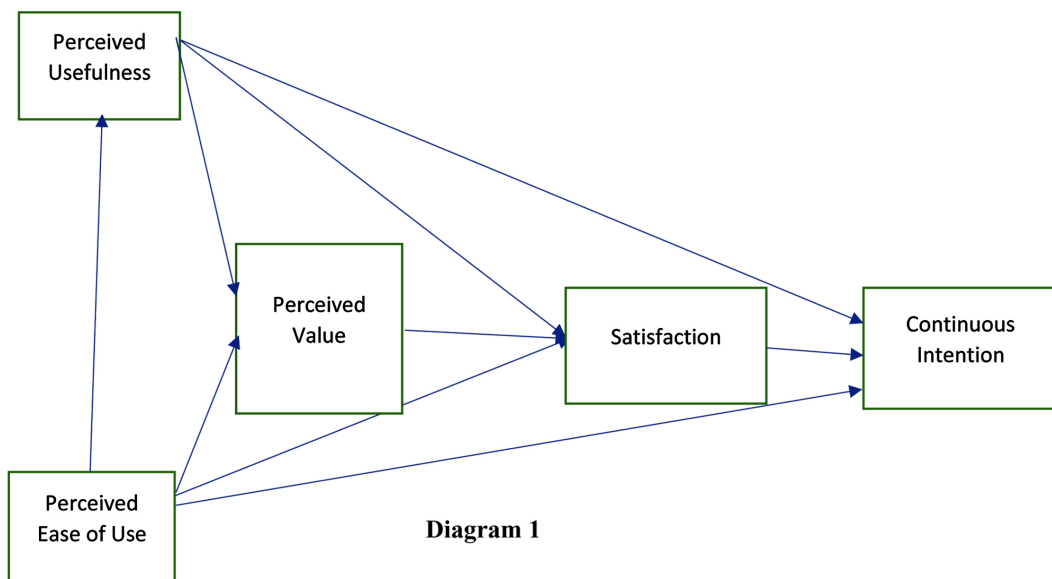 Perceived
Usefulness
Perceived
Value
Satisfaction
Continuous
Intention
Perceived
Ease of Use
Diagram 1